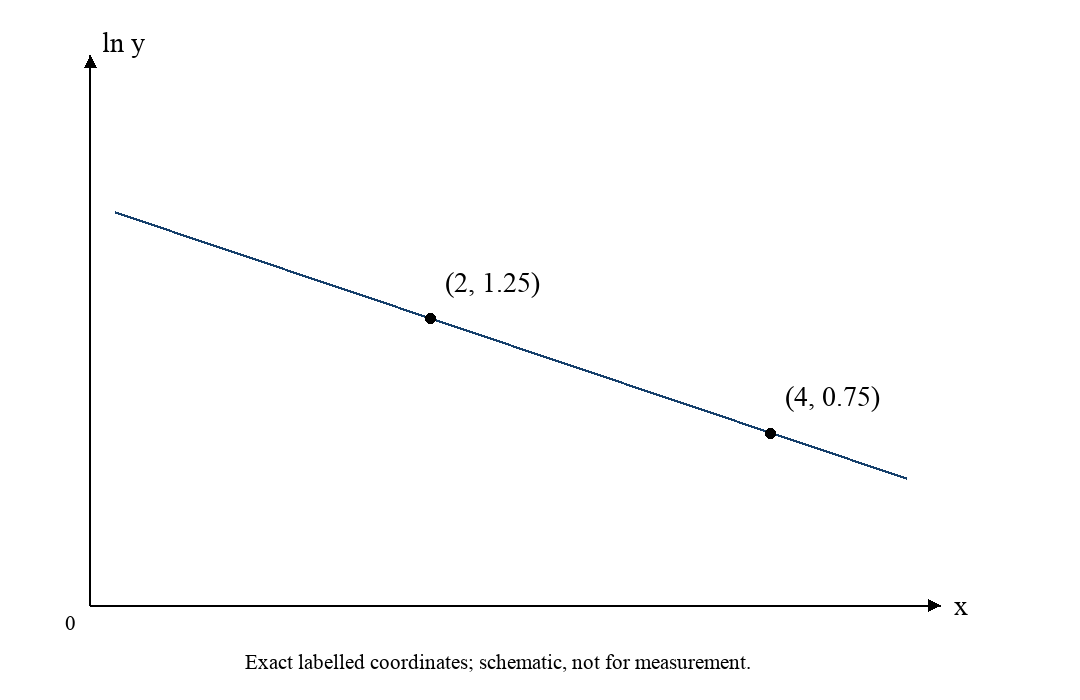 ln y
(2, 1.25)
(4, 0.75)
x
0
Exact labelled coordinates; schematic, not for measurement.